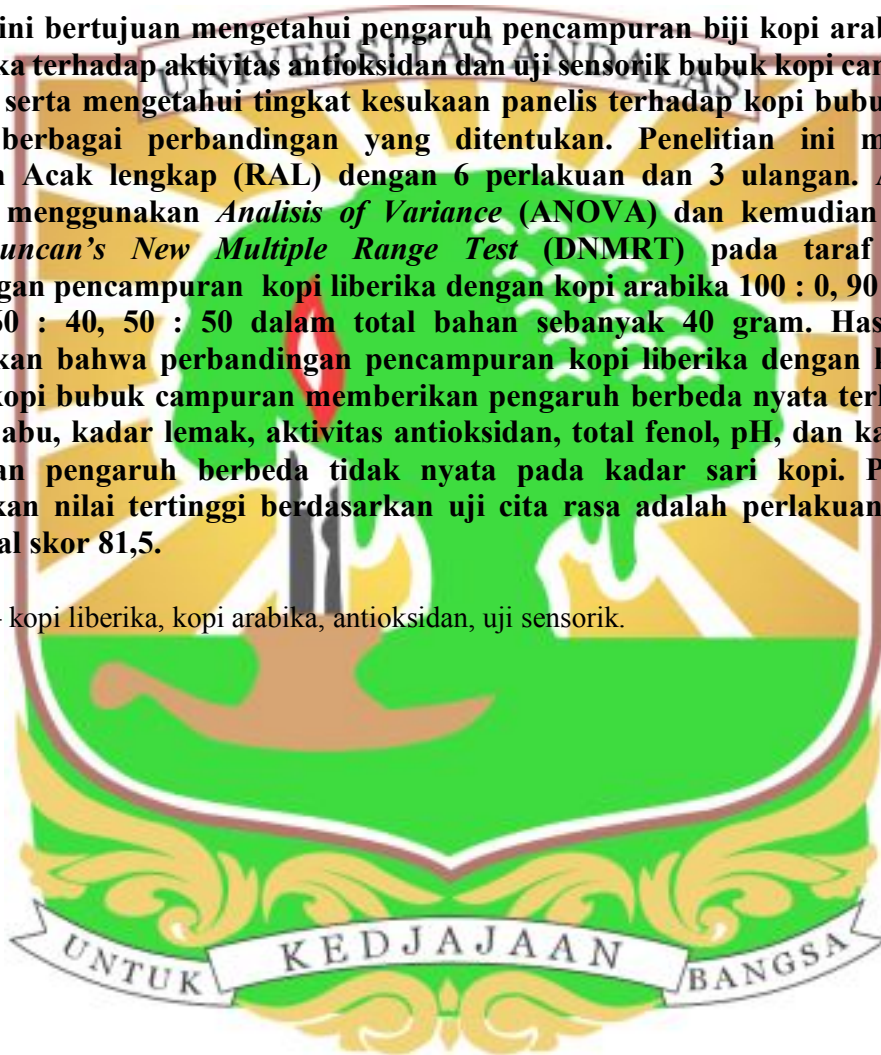 UNIVERSITAS ANDALAS
ini bertujuan mengetahui pengaruh pencampuran biji kopi arab
ka terhadap aktivitas antioksidan dan uji sensorik bubuk kopi can
serta mengetahui tingkat kesukaan panelis terhadap kopi bubu
berbagai perbandingan yang ditentukan. Penelitian ini m
n Acak lengkap (RAL) dengan 6 perlakuan dan 3 ulangan. A
menggunakan Analisis of Variance (ANOVA) dan kemudian
uncan's New Multiple Range Test (DNMRT) pada taraf
gan pencampuran kopi liberika dengan kopi arabika 100 : 0, 90
60 : 40, 50 : 50 dalam total bahan sebanyak 40 gram. Has
kan bahwa perbandingan pencampuran kopi liberika dengan k
kopi bubuk campuran memberikan pengaruh berbeda nyata terl
abu, kadar lemak, aktivitas antioksidan, total fenol, pH, dan ka
an pengaruh berbeda tidak nyata pada kadar sari kopi. P
kan nilai tertinggi berdasarkan uji cita rasa adalah perlakuan
al skor 81,5.
- kopi liberika, kopi arabika, antioksidan, uji sensorik.
UNTUK KEDJAJAAN BANGSA